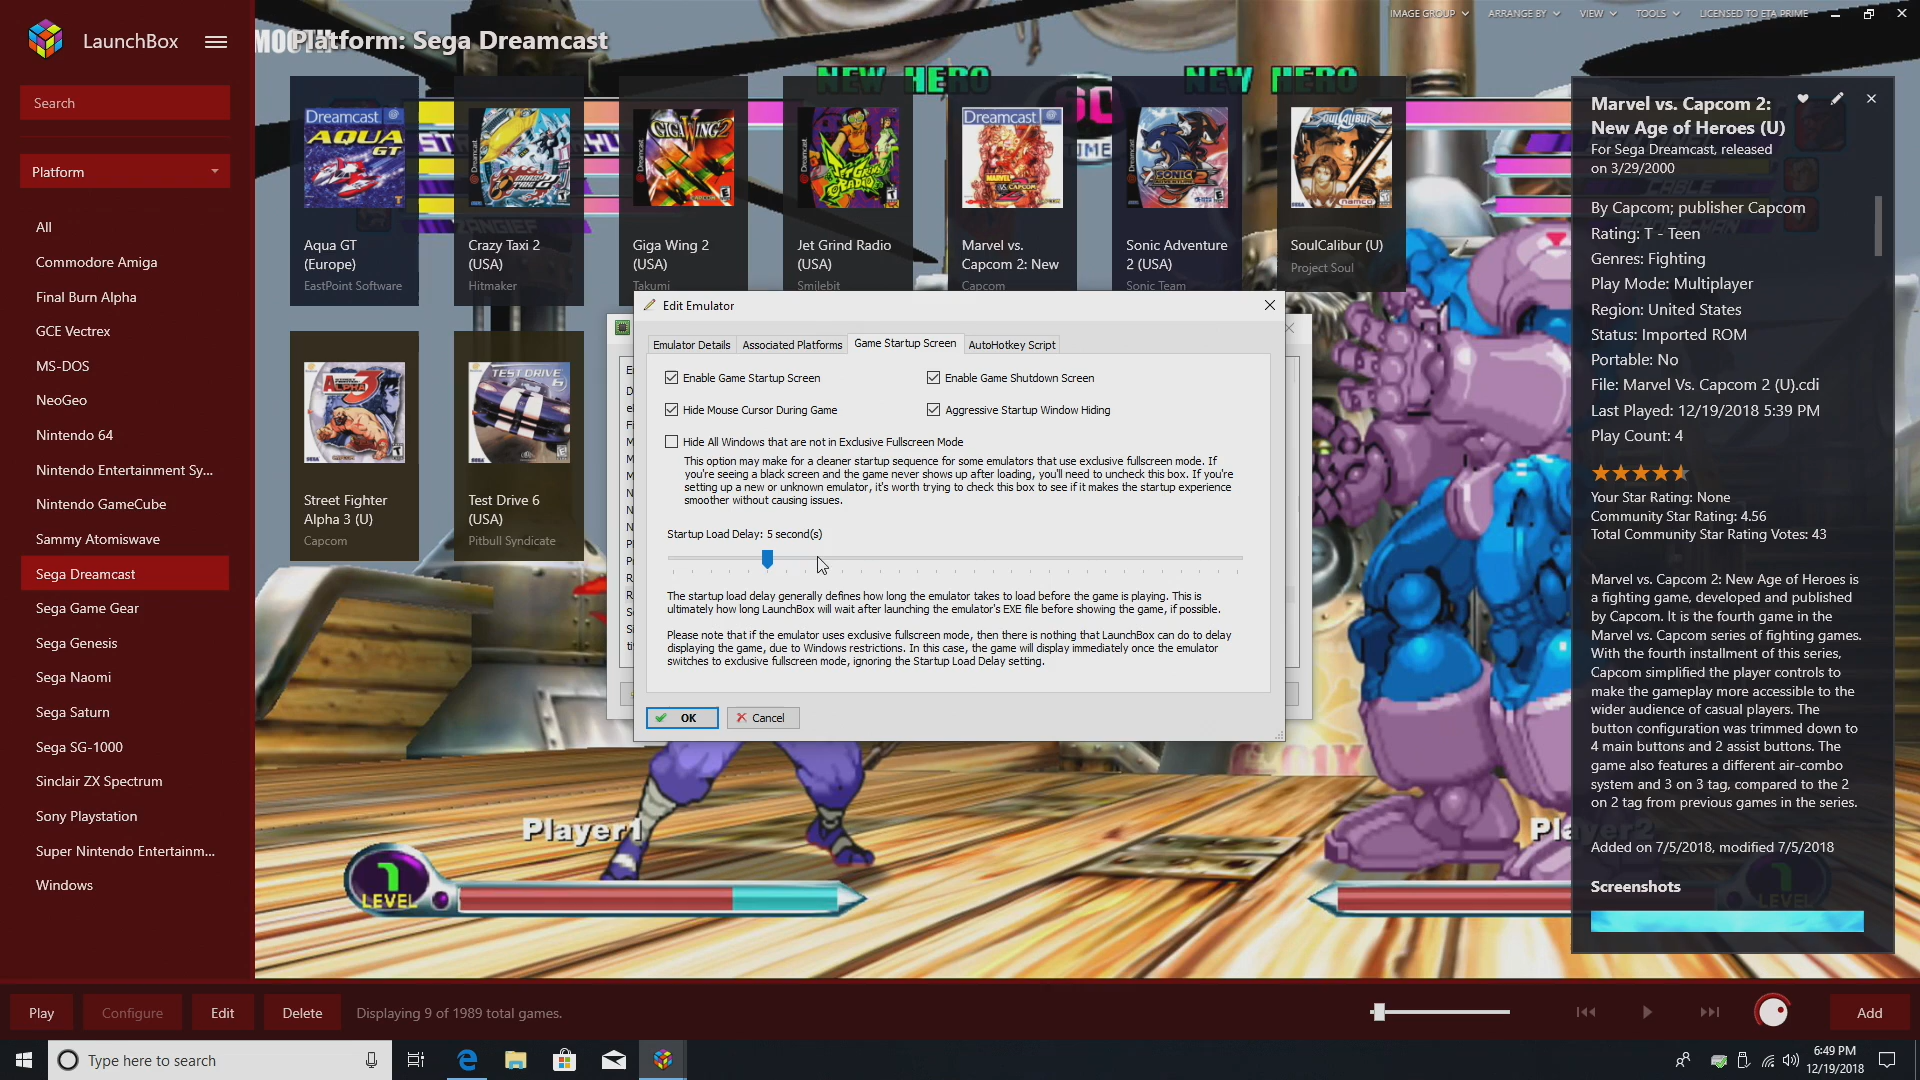 LaunchBox
Search
Platform
All
Commodore Amiga
Final Burn Alpha
GCE Vectrex
MS-DOS
NeoGeo
Nintendo 64
Nintendo Entertainment Sy...
Nintendo GameCube
Sammy Atomiswave
Sega Dreamcast
Sega Game Gear
Sega Genesis
Sega Naomi
Sega Saturn
Sega SG-1000
Sinclair ZX Spectrum
Sony Playstation
Super Nintendo Entertainm...
Windows
Platform: Sega Dreamcast
IMAGE GROUP
ARRANGE BY
VIEW
TOOLS
LICENSED TO ETA PRIME
NEW HERO
NEW HERO
Dreamcast
AQUA
GT
Aqua GT
(Europe)
EastPoint Software
Crazy Taxi 2
(USA)
Hitmaker
GIGAWING 2
Giga Wing 2
(USA)
Takumi
Jet Grind Radio
(USA)
Smilebit
Dreamcast
MARVEL VS. CAPCOM
Marvel vs.
Capcom 2: New
Capcom
SONIC
Sonic Adventure
2 (USA)
Sonic Team
SOULCALIBUR
namco
SoulCalibur (U)
Project Soul
TIME
ZANGIEF
CABLE
Street Fighter
Alpha 3 (U)
Capcom
TEST DRIVE
6
Test Drive 6
(USA)
Pitbull Syndicate
Edit Emulator
Emulator Details
Associated Platforms
Game Startup Screen
AutoHotkey Script
Enable Game Startup Screen
Enable Game Shutdown Screen
Hide Mouse Cursor During Game
Aggressive Startup Window Hiding
Hide All Windows that are not in Exclusive Fullscreen Mode
This option may make for a cleaner startup sequence for some emulators that use exclusive fullscreen mode. If
you're seeing a black screen and the game never shows up after loading, you'll need to uncheck this box. If you're
setting up a new or unknown emulator, it's worth trying to check this box to see if it makes the startup experience
smoother without causing issues.
Startup Load Delay: 5 second(s)
The startup load delay generally defines how long the emulator takes to load before the game is playing. This is
ultimately how long LaunchBox will wait after launching the emulator's EXE file before showing the game, if possible.
Please note that if the emulator uses exclusive fullscreen mode, then there is nothing that LaunchBox can do to delay
displaying the game, due to Windows restrictions. In this case, the game will display immediately once the emulator
switches to exclusive fullscreen mode, ignoring the Startup Load Delay setting.
OK
Cancel
Player1
1
LEVEL
Marvel vs. Capcom 2:
New Age of Heroes (U)
For Sega Dreamcast, released
on 3/29/2000
By Capcom; publisher Capcom
Rating: T - Teen
Genres: Fighting
Play Mode: Multiplayer
Region: United States
Status: Imported ROM
Portable: No
File: Marvel Vs. Capcom 2 (U).cdi
Last Played: 12/19/2018 5:39 PM
Play Count: 4
Your Star Rating: None
Community Star Rating: 4.56
Total Community Star Rating Votes: 43
Marvel vs. Capcom 2: New Age of Heroes is
a fighting game, developed and published
by Capcom. It is the fourth game in the
Marvel vs. Capcom series of fighting games.
With the fourth installment of this series,
Capcom simplified the player controls to
make the gameplay more accessible to the
wider audience of casual players. The
button configuration was trimmed down to
4 main buttons and 2 assist buttons. The
game also features a different air-combo
system and 3 on 3 tag, compared to the 2
on 2 tag from previous games in the series.
Player2
Added on 7/5/2018, modified 7/5/2018
Screenshots
LEVEL
Play
Configure
Edit
Delete
Displaying 9 of 1989 total games.
Add
Type here to search
6:49 PM
12/19/2018